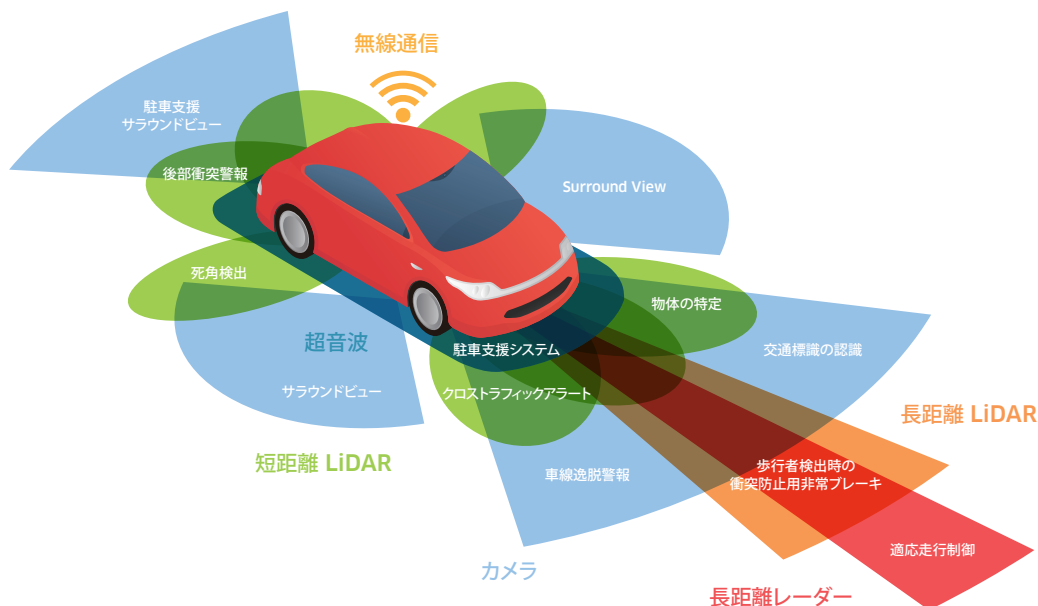 無線通信
駐車支援
サラウンドビュー
後部衝突警報
Surround View
死角検出
物体の特定
超音波
駐車支援システム
交通標識の認識
サラウンドビュー
クロストラフィックアラート
長距離 LiDAR
短距離 LiDAR
車線逸脱警報
歩行者検出時の
衝突防止用非常ブレーキ
適応走行制御
カメラ
長距離レーダー